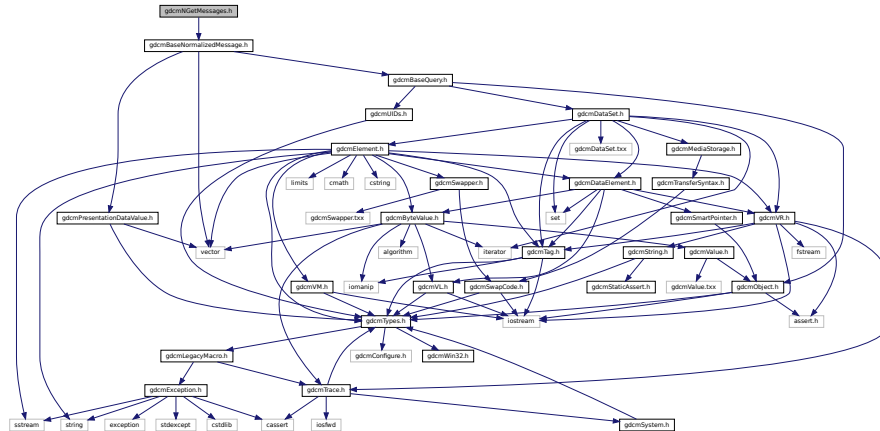 gdcmNGetMessages.h
gdcmBaseNormalizedMessage.h
gdcmBaseQuery.h
gdcmUIDs.h
gdcmDataSet.h
gdcmElement.h
gdcmDataSet.txx
gdcmMediaStorage.h
limits
cmath
cstring
gdcmSwapper.h
gdcmDataElement.h
gdcmTransferSyntax.h
gdcmPresentationDataValue.h
gdcmSwapper.txx
gdcmByteValue.h
set
gdcmSmartPointer.h
gdcmVR.h
vector
algorithm
iterator
gdcmTag.h
gdcmString.h
gdcmValue.h
fstream
gdcmVM.h
iomanip
gdcmVL.h
gdcmSwapCode.h
gdcmStaticAssert.h
gdcmValue.txx
gdcmObject.h
gdcmTypes.h
iostream
assert.h
gdcmLegacyMacro.h
gdcmConfigure.h
gdcmWin32.h
gdcmException.h
gdcmTrace.h
sstream
string
exception
stdexcept
cstdlib
cassert
iosfwd
gdcmSystem.h